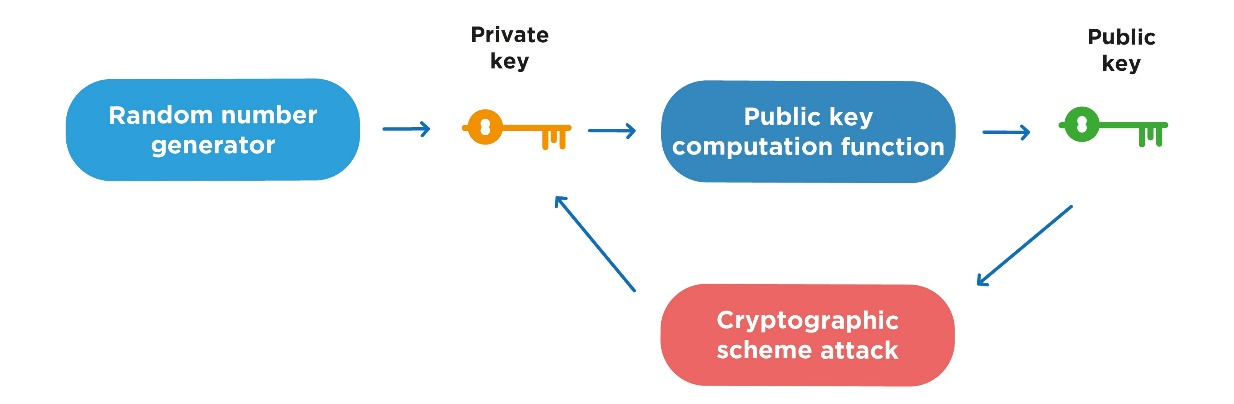 Private
key
Public
key
Random number
generator
Public key
computation function
Cryptographic
scheme attack